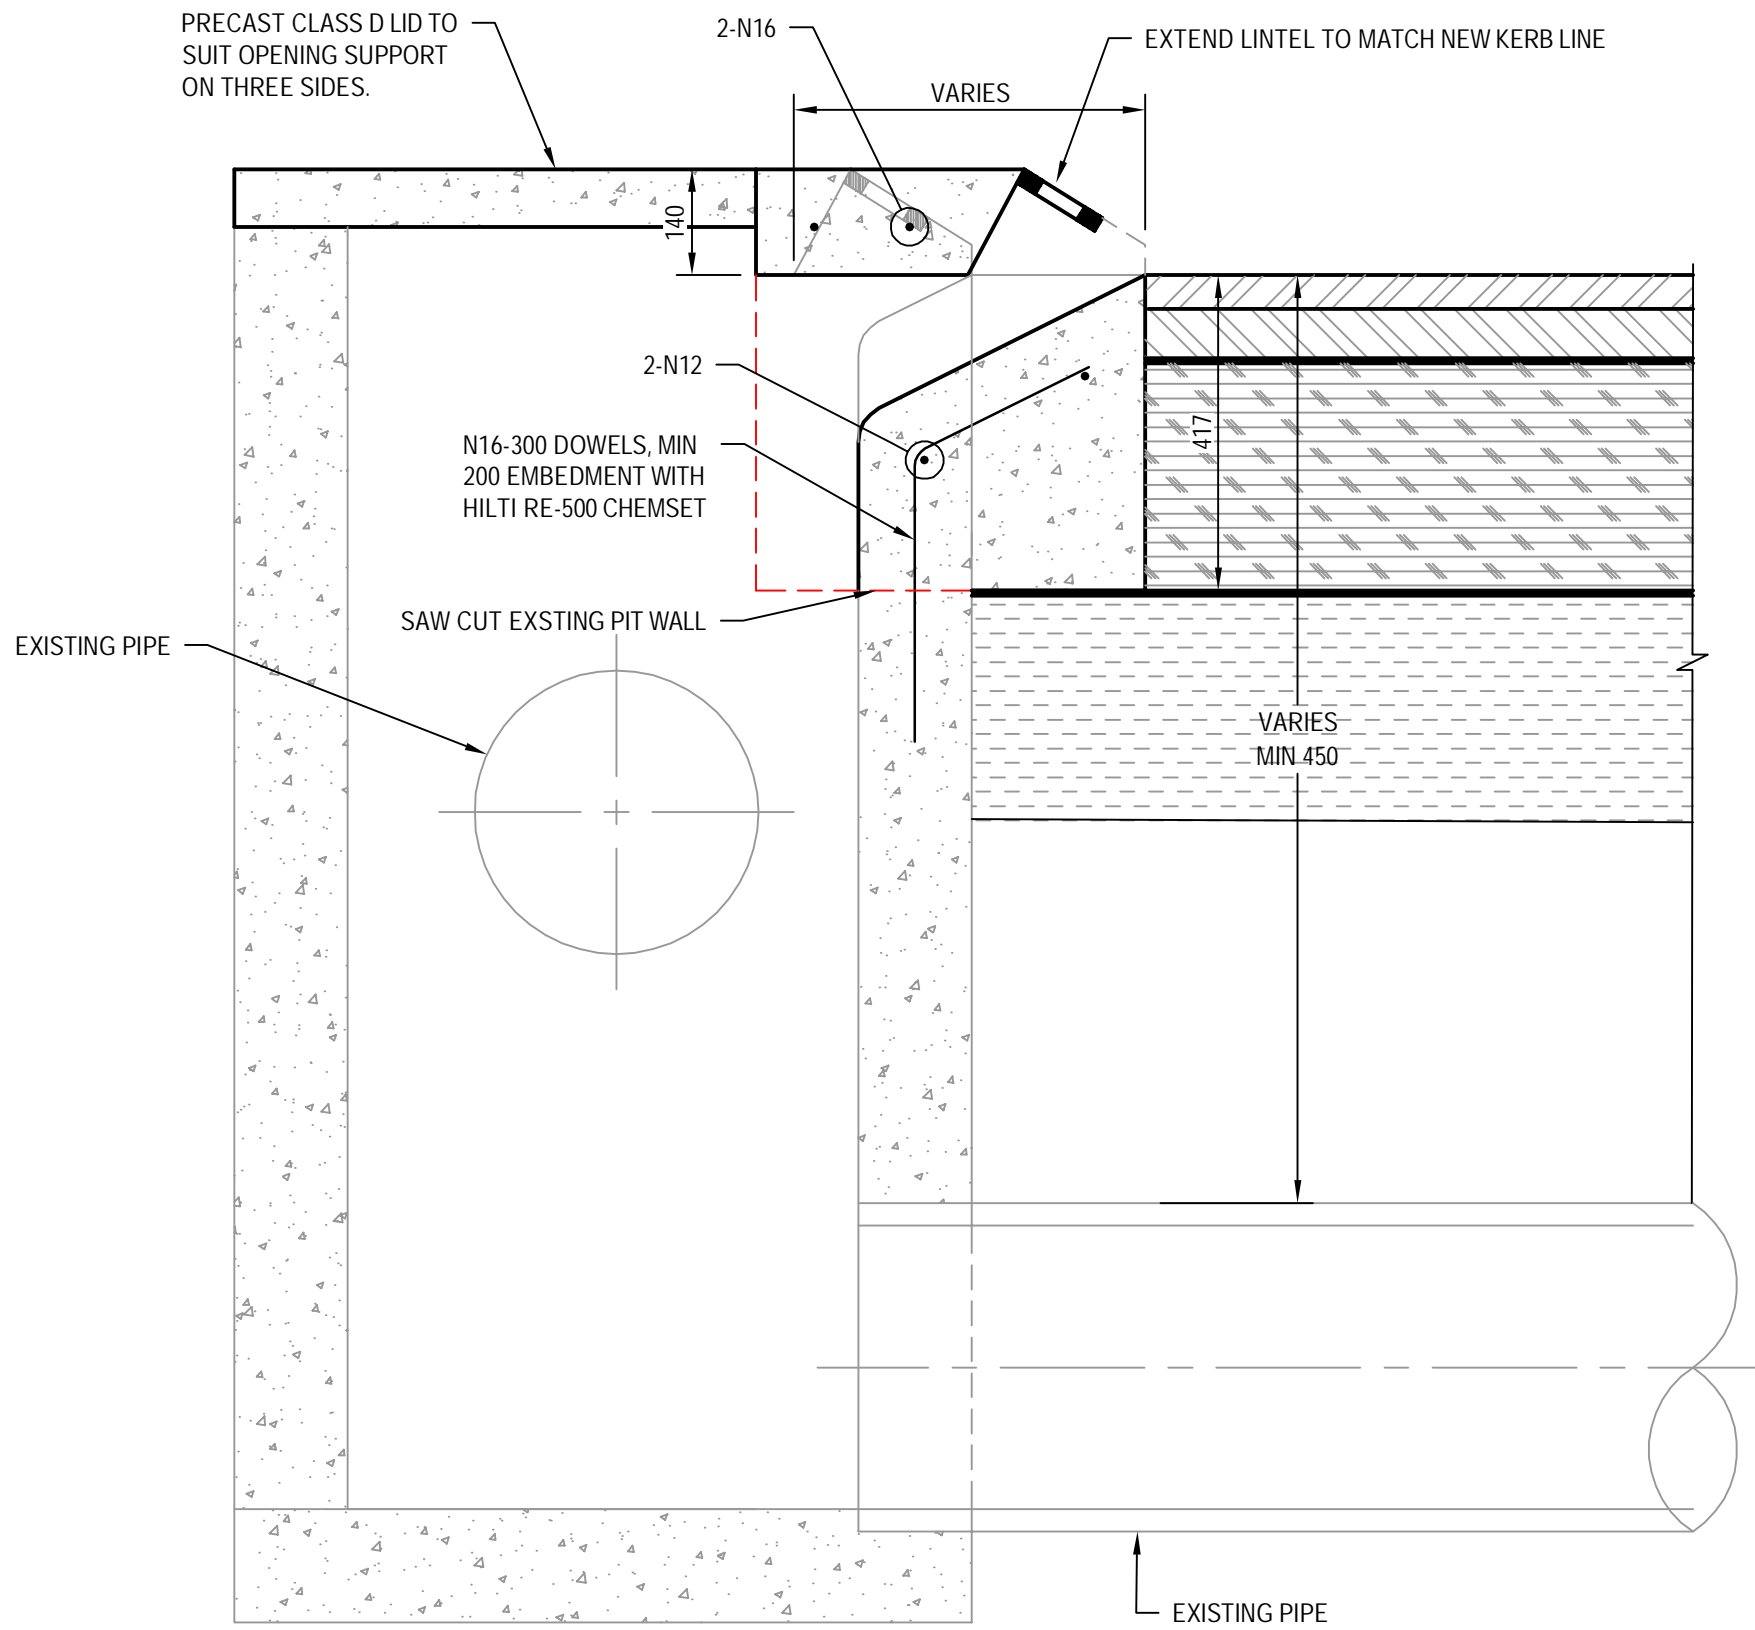 PRECAST CLASS D LID TO
SUIT OPENING SUPPORT
ON THREE SIDES.
2-N16
EXTEND LINTEL TO MATCH NEW KERB LINE
VARIES
140
2-N12
417
N16-300 DOWELS, MIN
200 EMBEDMENT WITH
HILTI RE-500 CHEMSET
SAW CUT EXSTING PIT WALL
EXISTING PIPE
VARIES
MIN 450
EXISTING PIPE